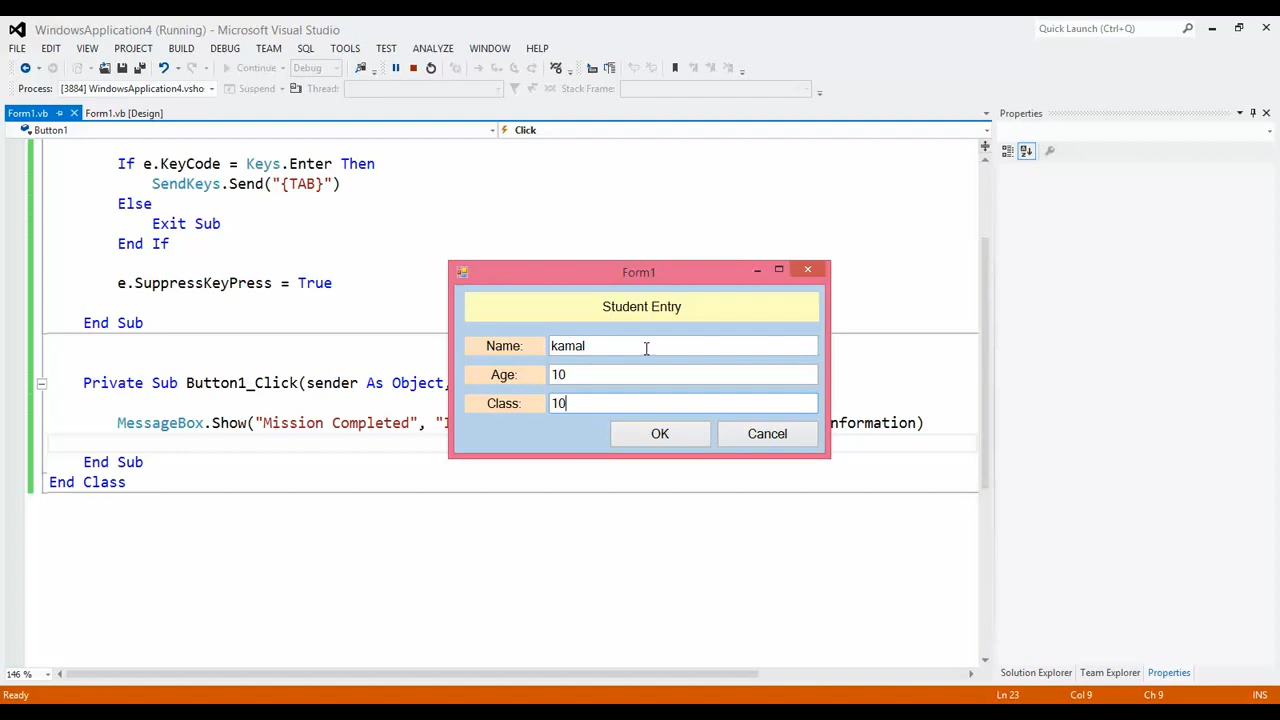 WindowsApplication4 (Running) - Microsoft Visual Studio
Quick Launch (Ctrl+Q)
FILE EDIT VIEW PROJECT BUILD DEBUG TEAM SQL TOOLS TEST ANALYZE WINDOW HELP
Continue Debug
Process: [3884] WindowsApplication4.vsho Suspend Thread: Stack Frame:
Form1.vb Form1.vb [Design]
Properties
Button1 Click
If e.KeyCode = Keys.Enter Then
SendKeys.Send("{TAB}")
Else
Exit Sub
End If
e.SuppressKeyPress = True
End Sub
Private Sub Button1_Click(sender As Object,
MessageBox.Show("Mission Completed", "I nformation)
End Sub
End Class
Form1
Student Entry
Name: kamal
Age: 10
Class: 10
OK Cancel
146 %
Solution Explorer Team Explorer Properties
Ready Ln 23 Col 9 Ch 9 INS